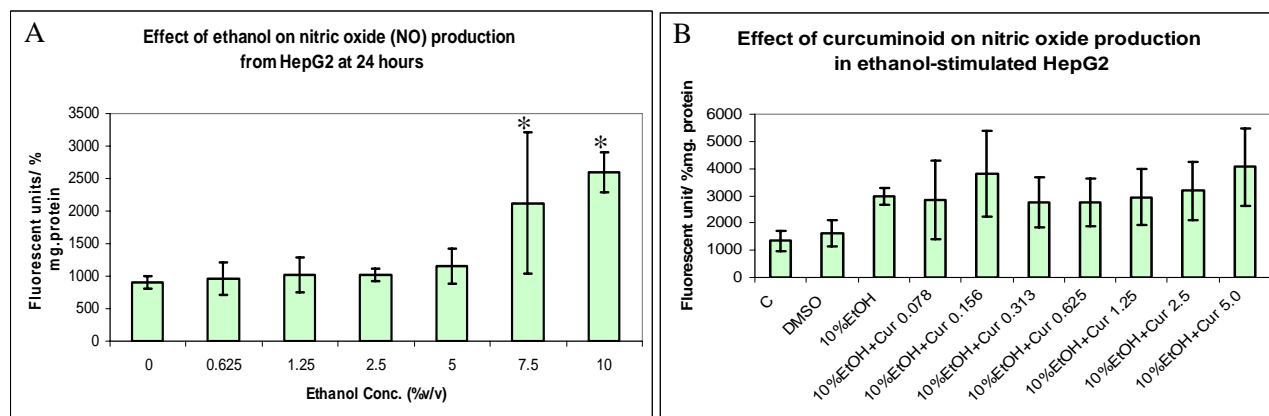 A
Effect of ethanol on nitric oxide (NO) production
from HepG2 at 24 hours
Fluorescent units/ %
mg.protein
3500
3000
2500
2000
1500
1000
500
0
*
*
0 0.625 1.25 2.5 5 7.5 10
Ethanol Conc. (%v/v)
B
Effect of curcuminoid on nitric oxide production
in ethanol-stimulated HepG2
Fluorescent unit/ %mg. protein
6000
5000
4000
3000
2000
1000
0
C
DMSO
10%EtOH
10%EtOH+Cur 0.078
10%EtOH+Cur 0.156
10%EtOH+Cur 0.313
10%EtOH+Cur 0.625
10%EtOH+Cur 1.25
10%EtOH+Cur 2.5
10%EtOH+Cur 5.0